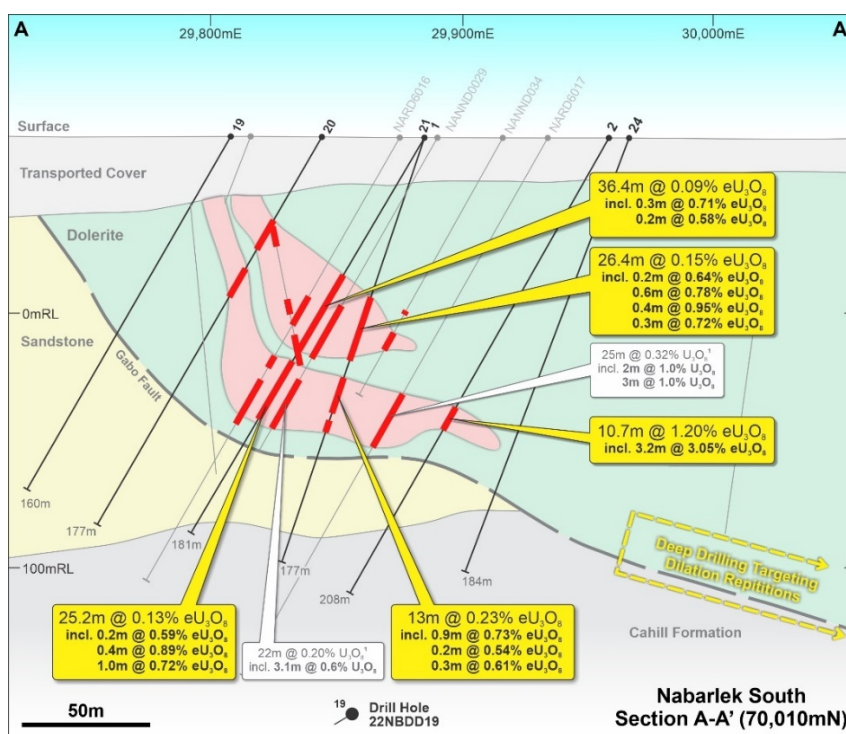 A
A
29,800mE
29,900mE
30,000mE
19
20
NARD6016
21
1
NANND0029
NANND034
NARD6017
2
24
Surface
Transported Cover
Dolerite
0mRL
Sandstone
Gabo Fault
36.4m @ 0.09% eU₃O₈
incl. 0.3m @ 0.71% eU₃O₈
0.2m @ 0.58% eU₃O₈
26.4m @ 0.15% eU₃O₈
incl. 0.2m @ 0.64% eU₃O₈
0.6m @ 0.78% eU₃O₈
0.4m @ 0.95% eU₃O₈
0.3m @ 0.72% eU₃O₈
25m @ 0.32% U₃O₈¹
incl. 2m @ 1.0% U₃O₈
3m @ 1.0% U₃O₈
10.7m @ 1.20% eU₃O₈
incl. 3.2m @ 3.05% eU₃O₈
160m
177m
181m
177m
208m
184m
100mRL
Deep Drilling Targeting
Dilation Repititions
25.2m @ 0.13% eU₃O₈
incl. 0.2m @ 0.59% eU₃O₈
0.4m @ 0.89% eU₃O₈
1.0m @ 0.72% eU₃O₈
22m @ 0.20% U₃O₈¹
incl. 3.1m @ 0.6% U₃O₈
13m @ 0.23% eU₃O₈
incl. 0.9m @ 0.73% eU₃O₈
0.2m @ 0.54% eU₃O₈
0.3m @ 0.61% eU₃O₈
Cahill Formation
50m
19
Drill Hole
22NBDD19
Nabarlek South
Section A-A' (70,010mN)